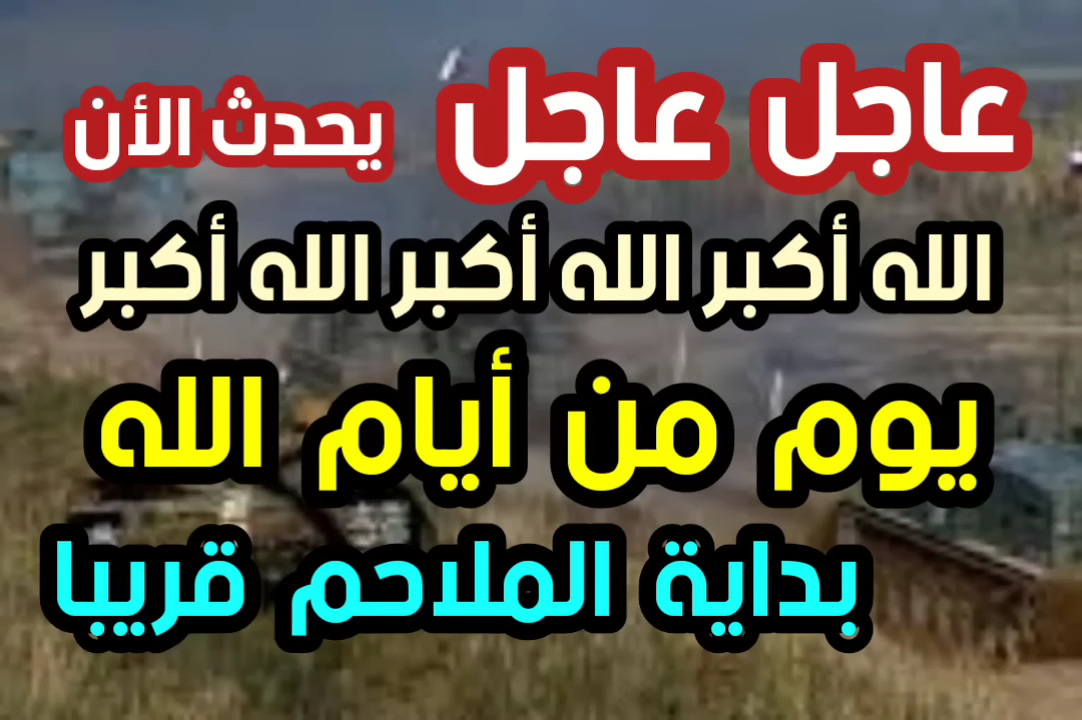 عاجل عاجل يحدث الأن
الله أكبر الله أكبر الله أكبر
يوم من أيام الله
بداية الملاحم قريبا